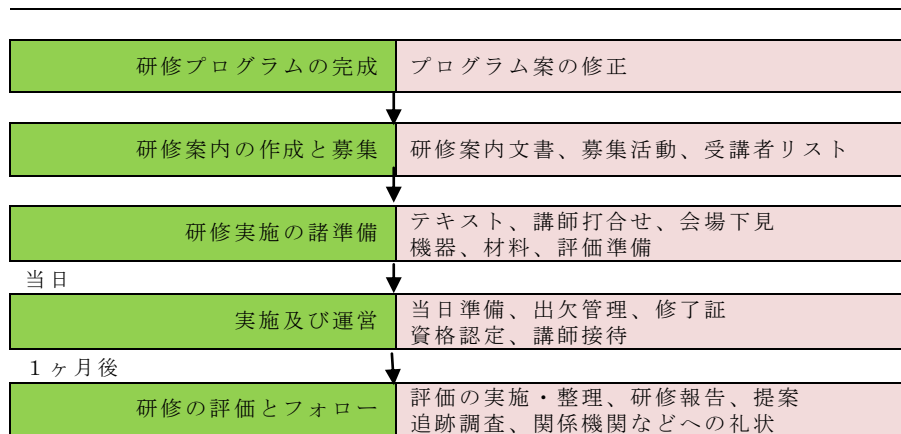 研修プログラムの完成 プログラム案の修正
研修案内の作成と募集 研修案内文書、募集活動、受講者リスト
研修実施の諸準備 テキスト、講師打合せ、会場下見
機器、材料、評価準備
当日
実施及び運営 当日準備、出欠管理、修了証
資格認定、講師接待
1ヶ月後
研修の評価とフォロー 評価の実施・整理、研修報告、提案
追跡調査、関係機関などへの礼状